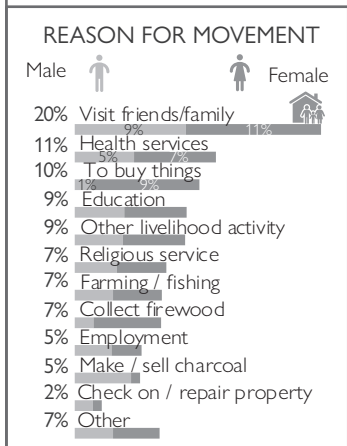 REASON FOR MOVEMENT
Male Female
20% Visit friends/family
9% 11%
11% Health services
5% 7%
10% To buy things
1% 9%
9% Education
9% Other livelihood activity
7% Religious service
7% Farming / fishing
7% Collect firewood
5% Employment
5% Make / sell charcoal
2% Check on / repair property
7% Other